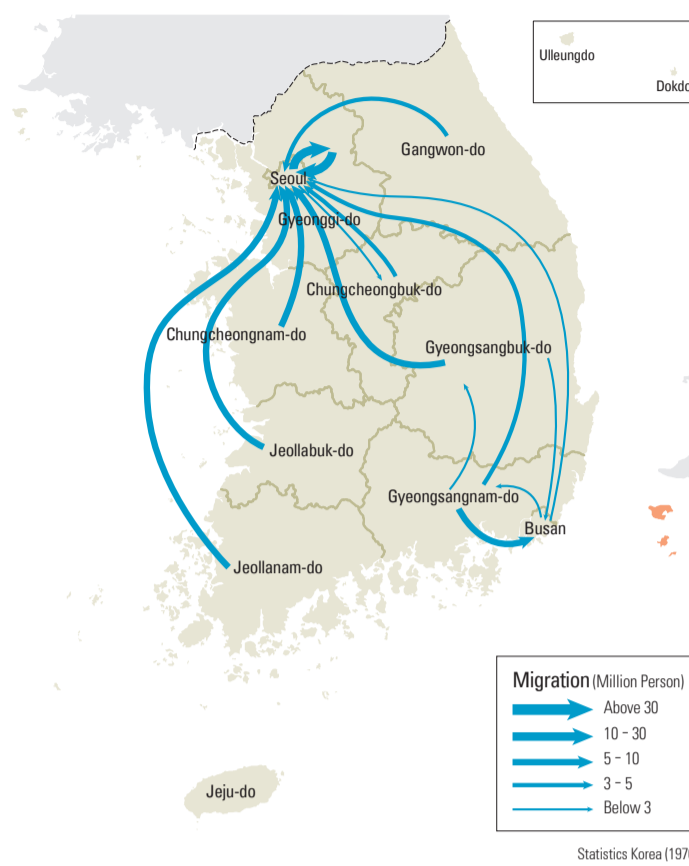 Ulleungdo
Dokdo
Gangwon-do
Seoul
Gyeonggi-do
Chungcheongbuk-do
Chungcheongnam-do
Gyeongsangbuk-do
Jeollabuk-do
Gyeongsangnam-do
Busan
Jeollanam-do
Jeju-do
Migration (Million Person)
Above 30
10 - 30
5 - 10
3 - 5
Below 3
Statistics Korea